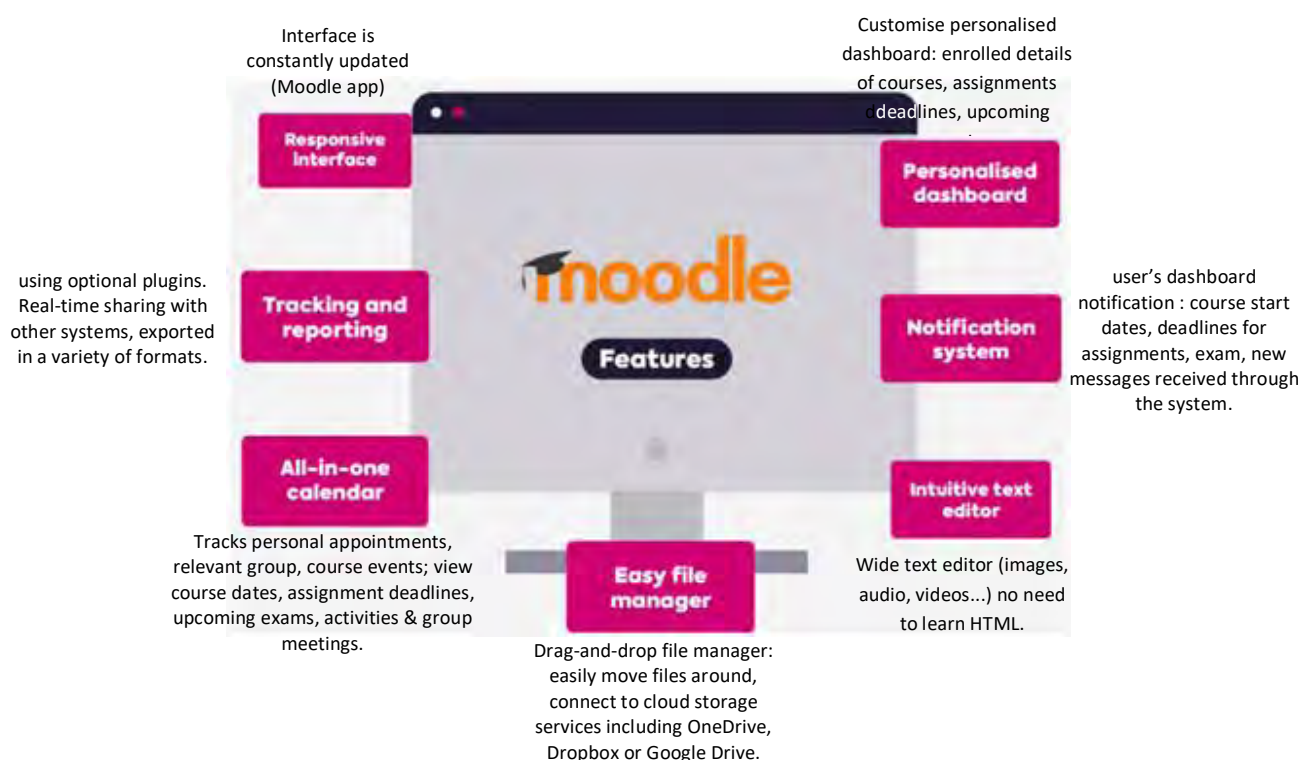 Interface is
constantly updated
(Moodle app)
Responsive
interface
Customise personalised
dashboard: enrolled details
of courses, assignments
deadlines, upcoming
Personalised
dashboard
moodle
Features
using optional plugins.
Real-time sharing with
other systems, exported
in a variety of formats.
Tracking and
reporting
Notification
system
user’s dashboard
notification : course start
dates, deadlines for
assignments, exam, new
messages received through
the system.
All-in-one
calendar
Tracks personal appointments,
relevant group, course events; view
course dates, assignment deadlines,
upcoming exams, activities & group
meetings.
Easy file
manager
Drag-and-drop file manager:
easily move files around,
connect to cloud storage
services including OneDrive,
Dropbox or Google Drive.
Intuitive text
editor
Wide text editor (images,
audio, videos...) no need
to learn HTML.